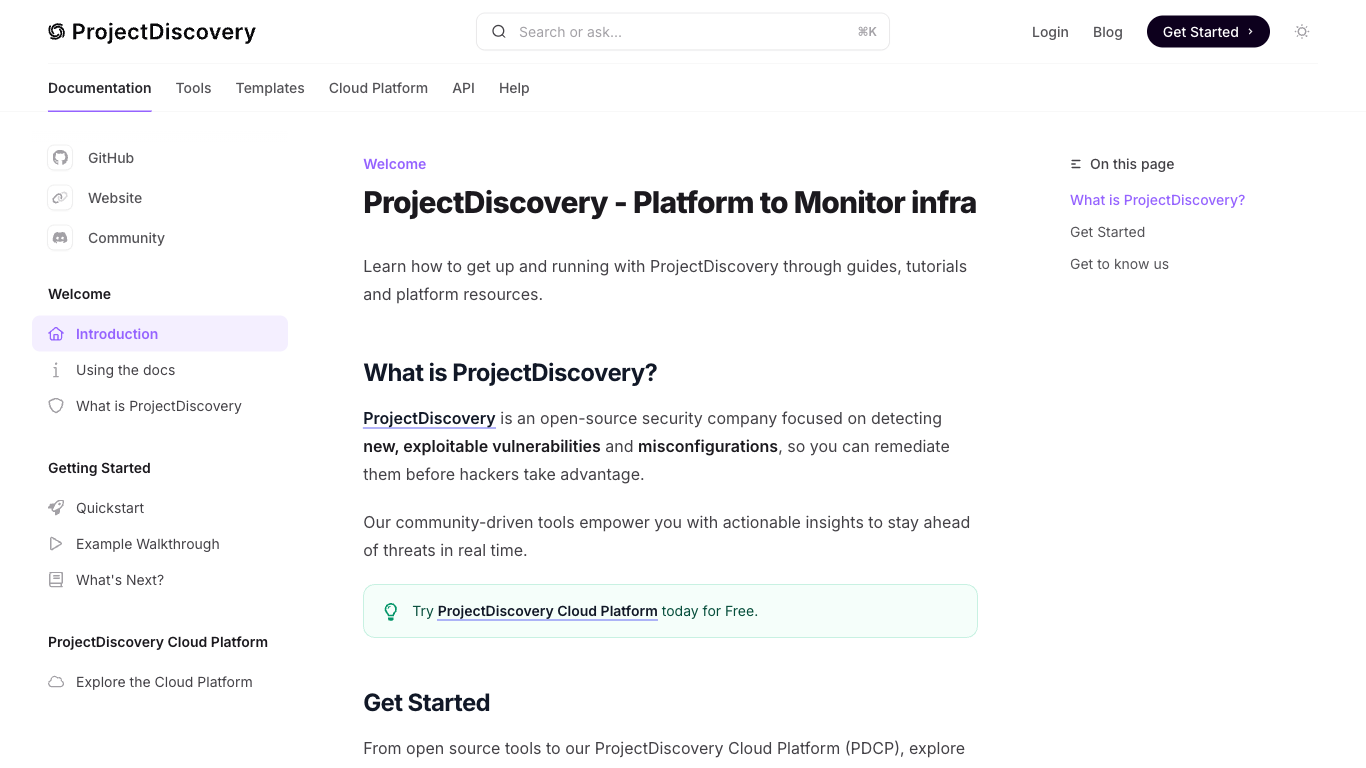 ProjectDiscovery
Search or ask...
⌘K
Login
Blog
Get Started
Documentation
Tools
Templates
Cloud Platform
API
Help
GitHub
Website
Community
Welcome
Introduction
Using the docs
What is ProjectDiscovery
Getting Started
Quickstart
Example Walkthrough
What's Next?
ProjectDiscovery Cloud Platform
Explore the Cloud Platform
Welcome
ProjectDiscovery - Platform to Monitor infra
Learn how to get up and running with ProjectDiscovery through guides, tutorials
and platform resources.
What is ProjectDiscovery?
ProjectDiscovery is an open-source security company focused on detecting
new, exploitable vulnerabilities and misconfigurations, so you can remediate
them before hackers take advantage.
Our community-driven tools empower you with actionable insights to stay ahead
of threats in real time.
Try ProjectDiscovery Cloud Platform today for Free.
Get Started
From open source tools to our ProjectDiscovery Cloud Platform (PDCP), explore
On this page
What is ProjectDiscovery?
Get Started
Get to know us